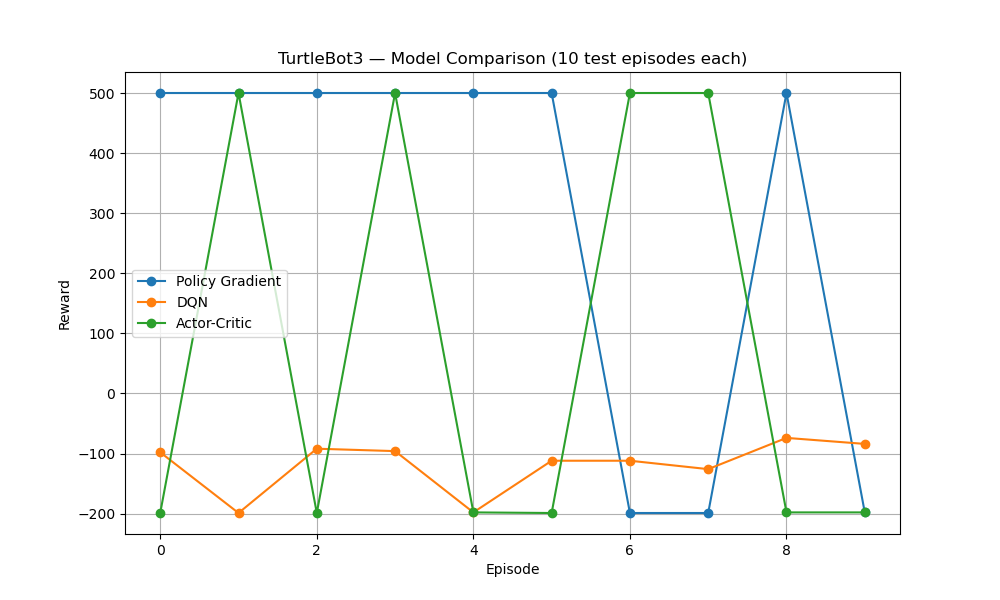 TurtleBot3 — Model Comparison (10 test episodes each)
500
400
300
200
100
0
−100
−200
Reward
Policy Gradient
DQN
Actor-Critic
0 2 4 6 8
Episode